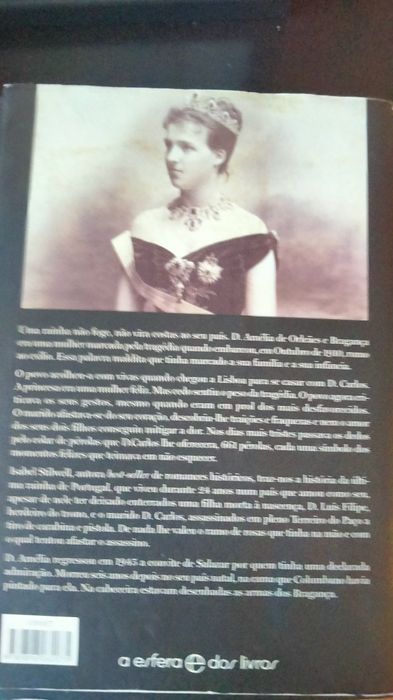 Uma rainha não foge, não vira costas ao seu país. D. Amélia de Orleães e Bragança
era uma mulher marcada pela tragédia quando embarcou, em Outubro de 1910, rumo
ao exílio. Essa palavra maldita que tinha marcado a sua família e a sua infância.
O povo acolhera-a com vivas quando chegou a Lisboa para se casar com D. Carlos.
A princesa era uma mulher feliz. Mas cedo sentiu o peso da tragédia. O povo agora cri-
ticava os seus gestos, mesmo quando eram em prol dos mais desfavorecidos.
O marido afastava-se do seu coração, descobria-lhe traições e fraquezas e nem o amor
dos seus dois filhos conseguiu mitigar a dor. Nos dias mais tristes passava os dedos
pelo colar de pérolas que D. Carlos lhe oferecera, 661 pérolas, cada uma símbolo dos
momentos felizes que teimava em não esquecer.
Isabel Stilwell, autora best-seller de romances históricos, traz-nos a história da últi-
ma rainha de Portugal, que viveu durante 24 anos num país que amou como seu,
apesar de nele ter deixado enterrados uma filha morta à nascença, D. Luís Filipe,
herdeiro do trono, e o marido D. Carlos, assassinados em pleno Terreiro do Paço a
tiro de carabina e pistola. De nada lhe valeu o ramo de rosas que tinha na mão e com
o qual tentou afastar o assassino.
D. Amélia regressou em 1945 a convite de Salazar por quem tinha uma declarada
admiração. Morreu seis anos depois no seu país natal, na cama que Columbano havia
pintado para ela. Na cabeceira estavam desenhadas as armas dos Bragança.
a esfera dos livros